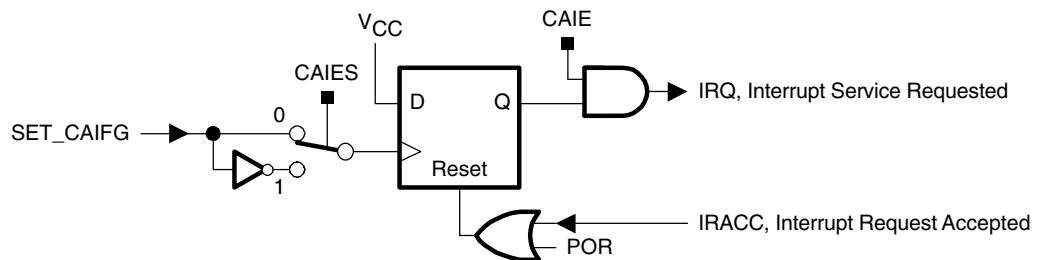 VCC
CAIE
CAIES
D
Q
IRQ, Interrupt Service Requested
0
SET_CAIFG
1
Reset
IRACC, Interrupt Request Accepted
POR